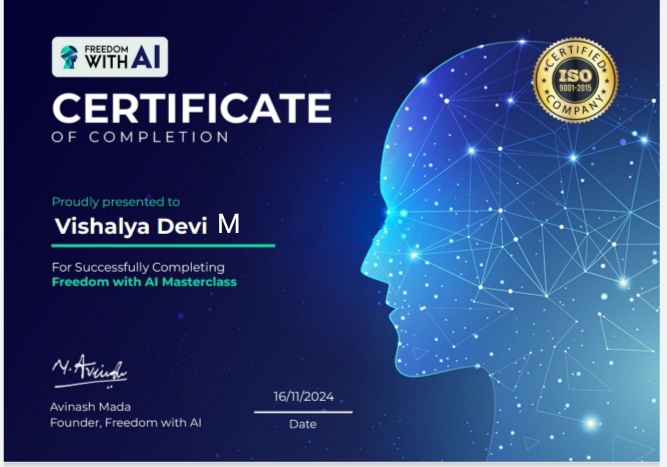 FREEDOM
WITH AI
CERTIFICATE
OF COMPLETION
CERTIFIED
ISO
9001-2015
COMPANY
Proudly presented to
Vishalya Devi M
For Successfully Completing
Freedom with AI Masterclass
M. Avinash
Avinash Mada
Founder, Freedom with AI
16/11/2024
Date